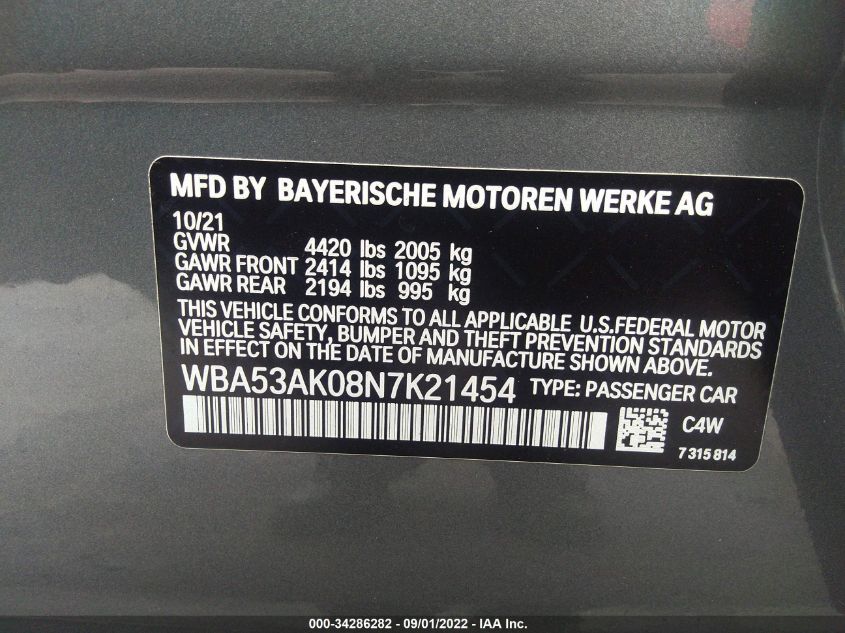 MFD BY BAYERISCHE MOTOREN WERKE AG
10/21
GVWR 4420 lbs 2005 kg
GAWR FRONT 2414 lbs 1095 kg
GAWR REAR 2194 lbs 995 kg
THIS VEHICLE CONFORMS TO ALL APPLICABLE U.S.FEDERAL MOTOR
VEHICLE SAFETY, BUMPER AND THEFT PREVENTION STANDARDS
IN EFFECT ON THE DATE OF MANUFACTURE SHOWN ABOVE.
WBA53AK08N7K21454 TYPE: PASSENGER CAR
C4W
7 315 814
000-34286282 - 09/01/2022 - IAA Inc.